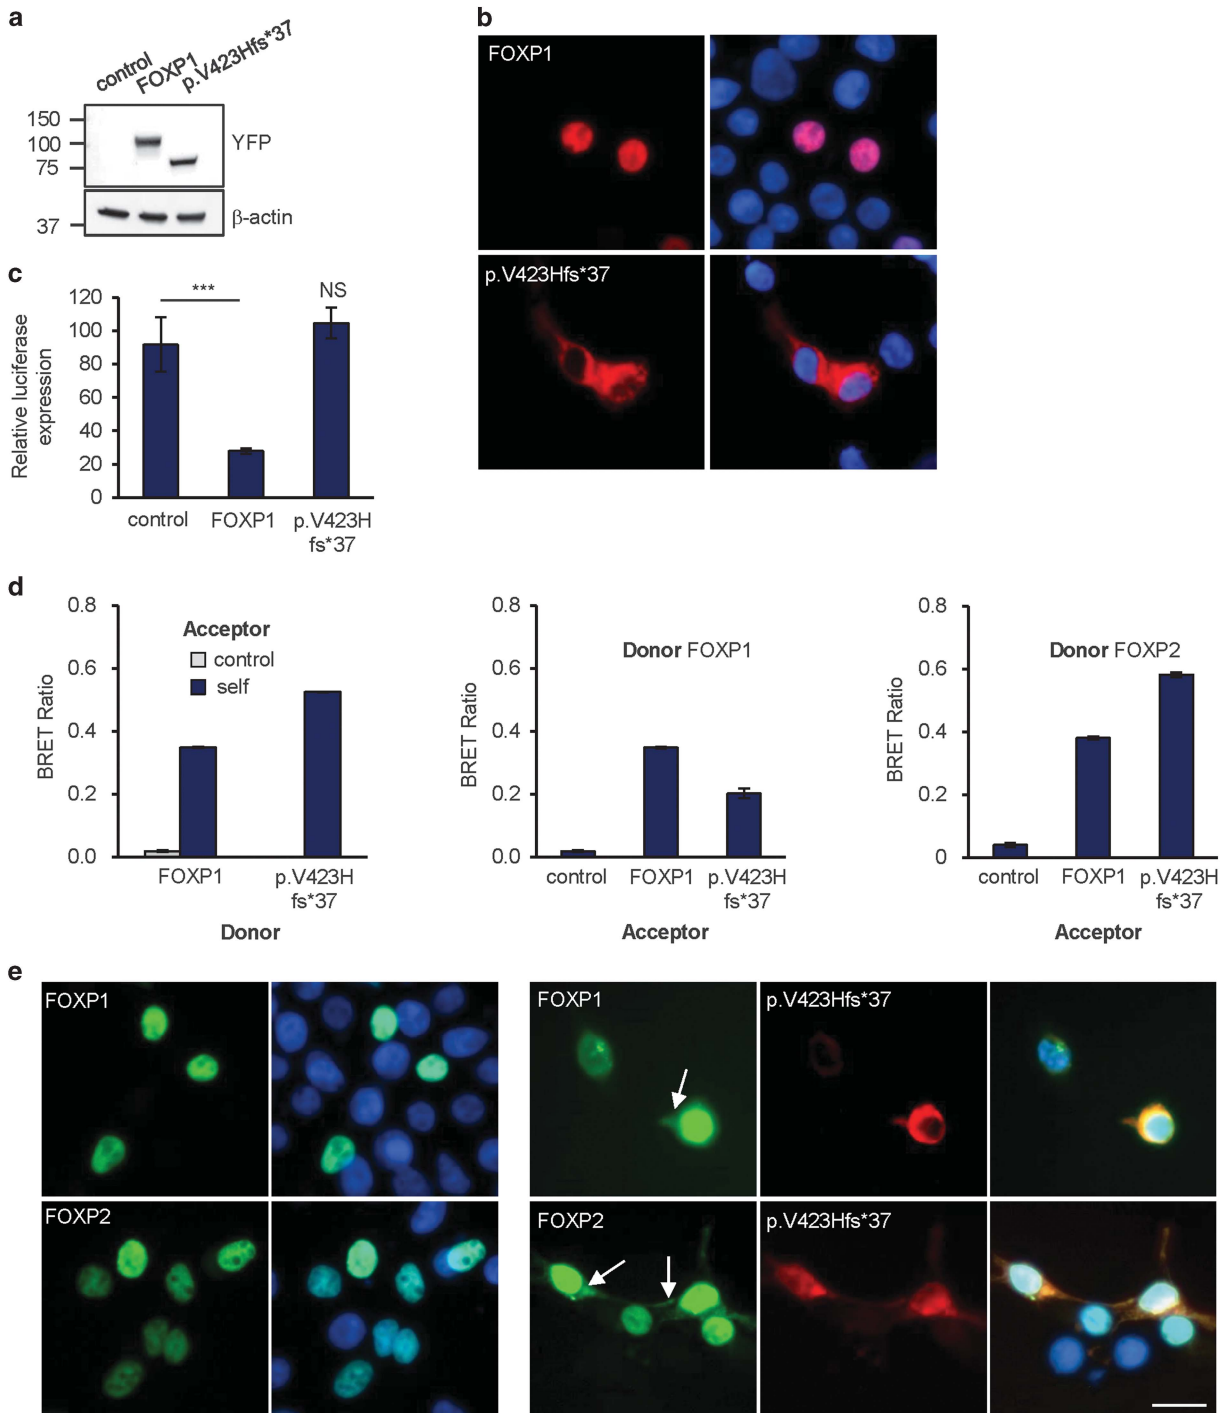 a
control
FOXP1
p.V423Hfs*37
150
100
75
YFP
37
β-actin
b
FOXP1
p.V423Hfs*37
c
Relative luciferase
expression
120
100
80
60
40
20
0
***
NS
control
FOXP1
p.V423H
fs*37
d
BRET Ratio
0.8
0.6
0.4
0.2
0.0
Acceptor
control
self
FOXP1
p.V423H
fs*37
Donor
BRET Ratio
0.8
0.6
0.4
0.2
0.0
Donor FOXP1
control
FOXP1
p.V423H
fs*37
Acceptor
BRET Ratio
0.8
0.6
0.4
0.2
0
Donor FOXP2
control
FOXP1
p.V423H
fs*37
Acceptor
e
FOXP1
FOXP1
p.V423Hfs*37
FOXP2
FOXP2
p.V423Hfs*37